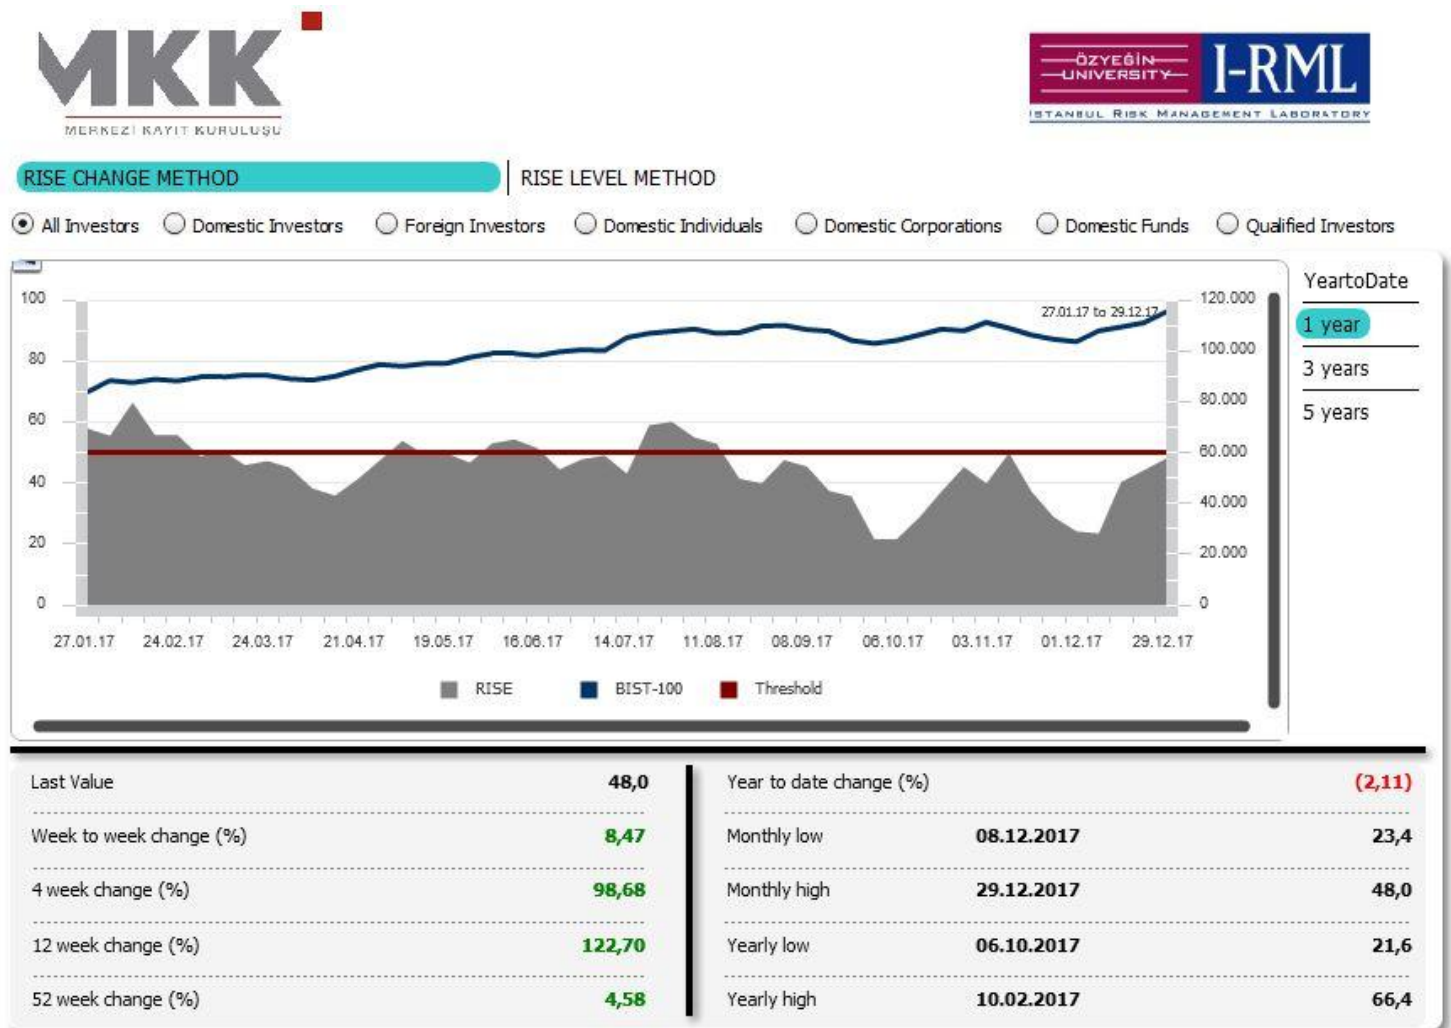 MKK
MERKEZİ KAYIT KURULUŞU
ÖZYEĞİN UNIVERSITY
I-RML
ISTANBUL RISK MANAGEMENT LABORATORY
RISE CHANGE METHOD RISE LEVEL METHOD
All Investors Domestic Investors Foreign Investors Domestic Individuals Domestic Corporations Domestic Funds Qualified Investors
YeartoDate
1 year
3 years
5 years
27.01.17 to 29.12.17
100 120.000
100.000
80
80.000
60
60.000
40
40.000
20
20.000
0 0
27.01.17 24.02.17 24.03.17 21.04.17 19.05.17 16.06.17 14.07.17 11.08.17 08.09.17 06.10.17 03.11.17 01.12.17 29.12.17
RISE BIST-100 Threshold
Last Value 48,0
Week to week change (%) 8,47
4 week change (%) 98,68
12 week change (%) 122,70
52 week change (%) 4,58
Year to date change (%) (2,11)
Monthly low 08.12.2017 23,4
Monthly high 29.12.2017 48,0
Yearly low 06.10.2017 21,6
Yearly high 10.02.2017 66,4